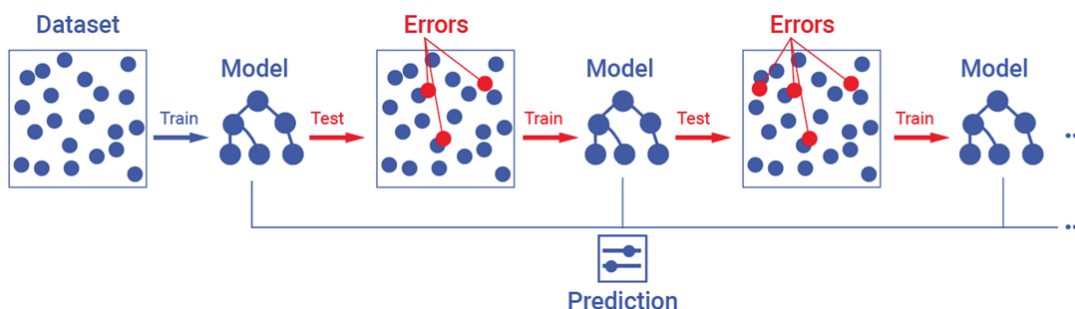 Dataset
Errors
Errors
Model
Model
Model
Train
Test
Train
Test
Train
Prediction